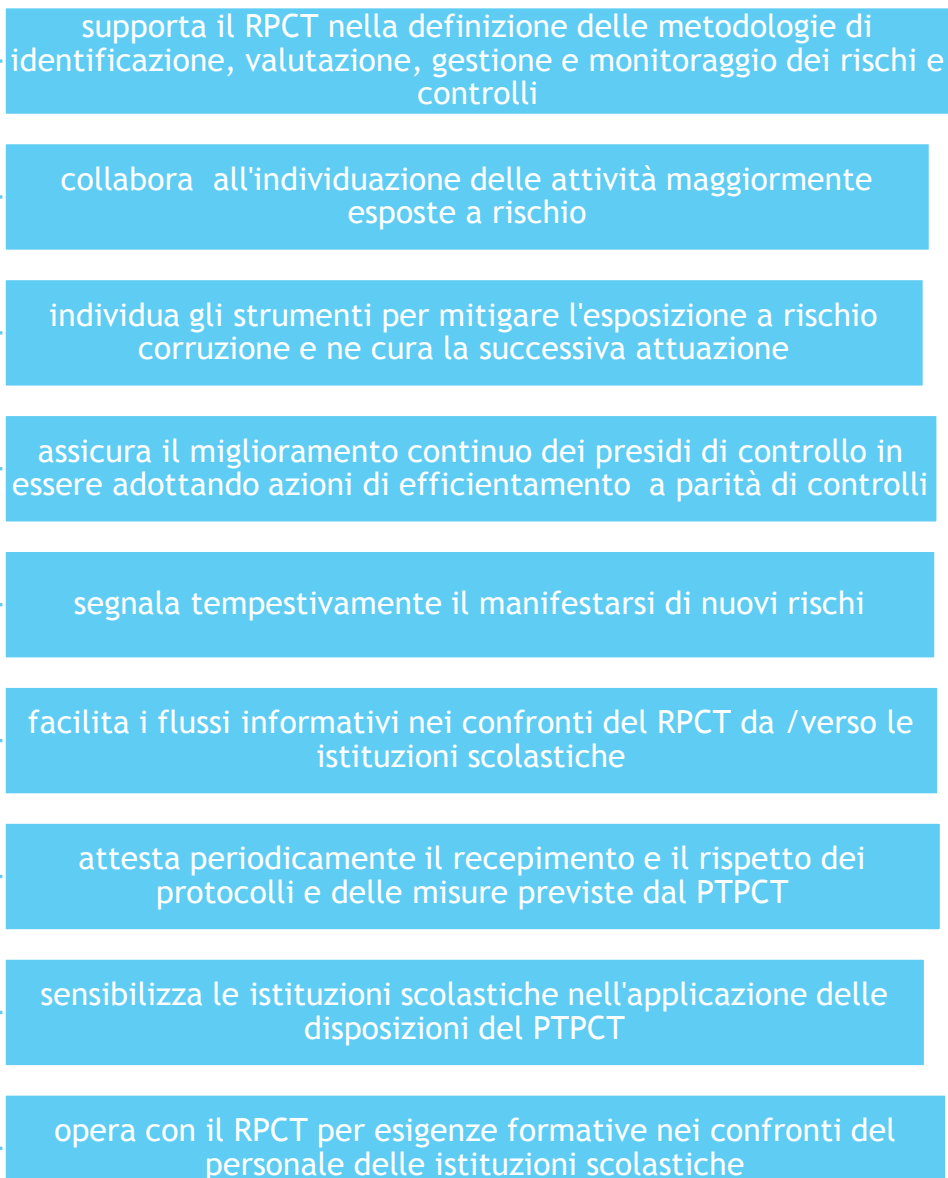 supporta il RPCT nella definizione delle metodologie di
identificazione, valutazione, gestione e monitoraggio dei rischi e
controlli
collabora  all'individuazione delle attività maggiormente
esposte a rischio
individua gli strumenti per mitigare l'esposizione a rischio
corruzione e ne cura la successiva attuazione
assicura il miglioramento continuo dei presidi di controllo in
essere adottando azioni di efficientamento  a parità di controlli
segnala tempestivamente il manifestarsi di nuovi rischi
facilita i flussi informativi nei confronti del RPCT da /verso le
istituzioni scolastiche
attesta periodicamente il recepimento e il rispetto dei
protocolli e delle misure previste dal PTPCT
sensibilizza le istituzioni scolastiche nell'applicazione delle
disposizioni del PTPCT
opera con il RPCT per esigenze formative nei confronti del
personale delle istituzioni scolastiche